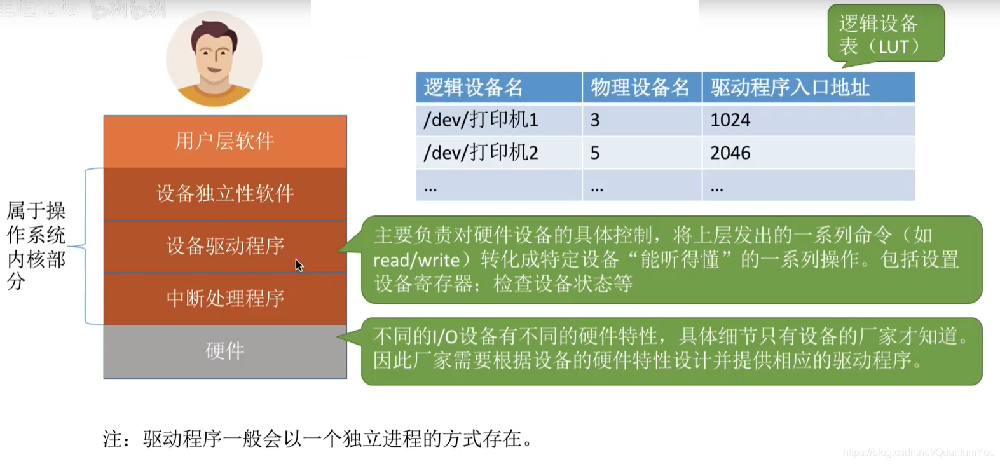 逻辑设备
表（LUT）
逻辑设备名 物理设备名 驱动程序入口地址
/dev/打印机1 3 1024
/dev/打印机2 5 2046
... ... ...
用户层软件
设备独立性软件
设备驱动程序
中断处理程序
硬件
属于操
作系统
内核部
分
主要负责对硬件设备的具体控制，将上层发出的一系列命令（如
read/write）转化成特定设备“能听得懂”的一系列操作。包括设置
设备寄存器；检查设备状态等
不同的I/O设备有不同的硬件特性，具体细节只有设备的厂家才知道。
因此厂家需要根据设备的硬件特性设计并提供相应的驱动程序。
注：驱动程序一般会以一个独立进程的方式存在。
https://blog.csdn.net/QuantumYou